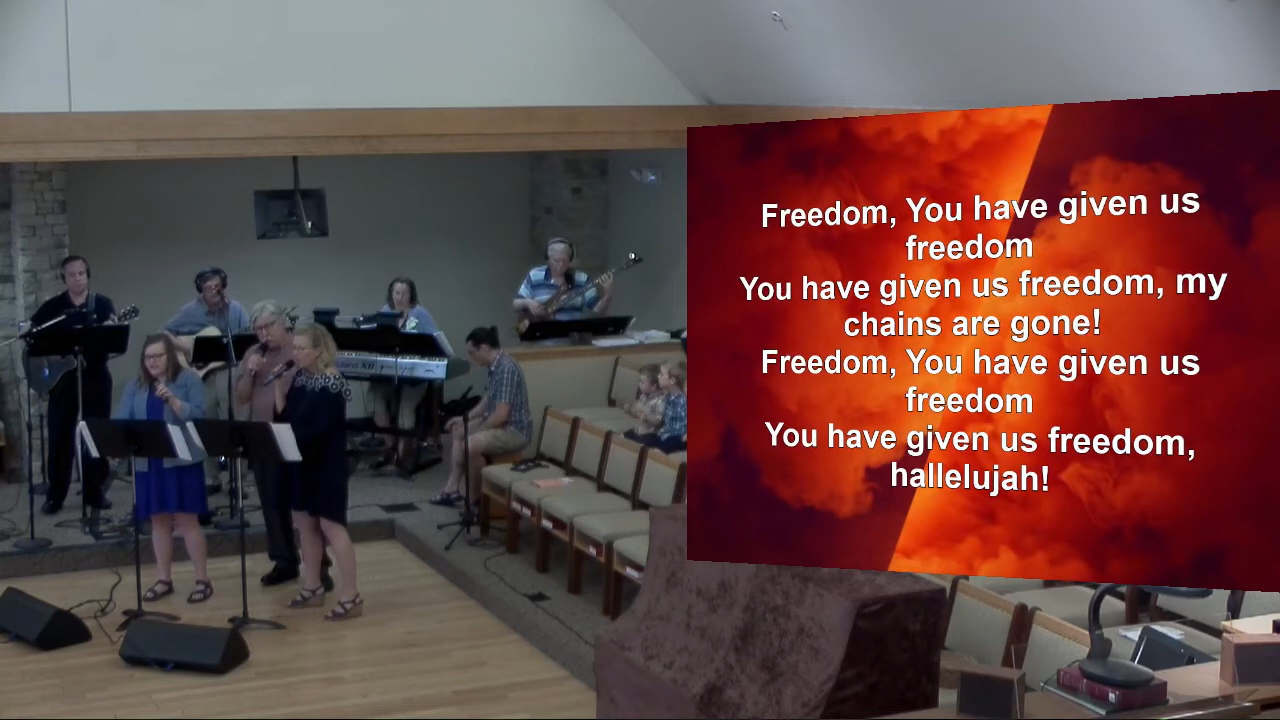 Freedom, You have given us
freedom
You have given us freedom, my
chains are gone!
Freedom, You have given us
freedom
You have given us freedom,
hallelujah!
Roland